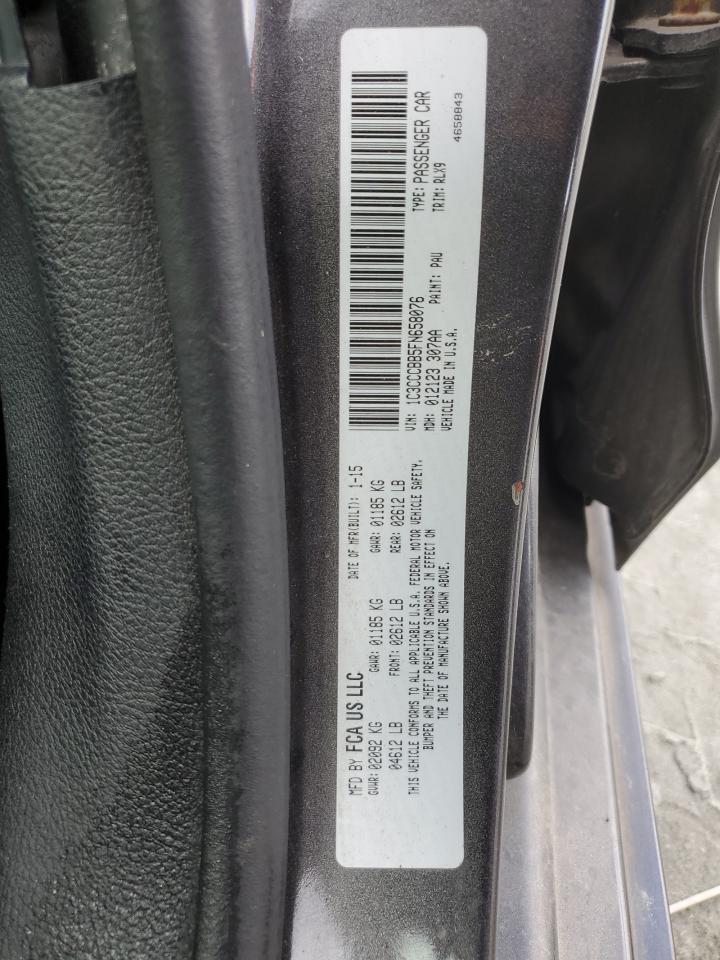 MFD BY FCA US LLC
DATE OF MFR(BUILT): 1-15
GVWR: 02092 KG
GAWR: 01185 KG
GAWR: 01185 KG
04612 LB
FRONT: 02612 LB
REAR: 02612 LB
THIS VEHICLE CONFORMS TO ALL APPLICABLE U.S.A. FEDERAL MOTOR VEHICLE SAFETY,
BUMPER AND THEFT PREVENTION STANDARDS IN EFFECT ON
THE DATE OF MANUFACTURE SHOWN ABOVE.
VIN: 1C3CCCBB5FN658076
TYPE: PASSENGER CAR
MDH: 012123 307AA
PAINT: PAU
TRIM: RLX9
VEHICLE MADE IN U.S.A.
4658843